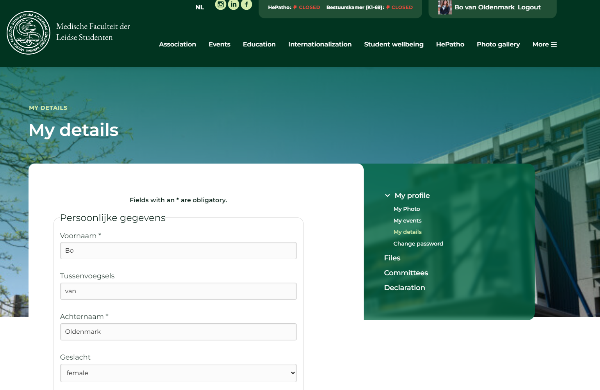 NL
HePatho: CLOSED Bestuurskamer (K1-68): CLOSED
Bo van Oldenmark Logout
Medische Faculteit der
Leidse Studenten
Association Events Education Internationalization Student wellbeing HePatho Photo gallery More
MY DETAILS
My details
Fields with an * are obligatory.
Persoonlijke gegevens
Voornaam *
Bo
Tussenvoegsels
van
Achternaam *
Oldenmark
Geslacht
female
My profile
My Photo
My events
My details
Change password
Files
Committees
Declaration